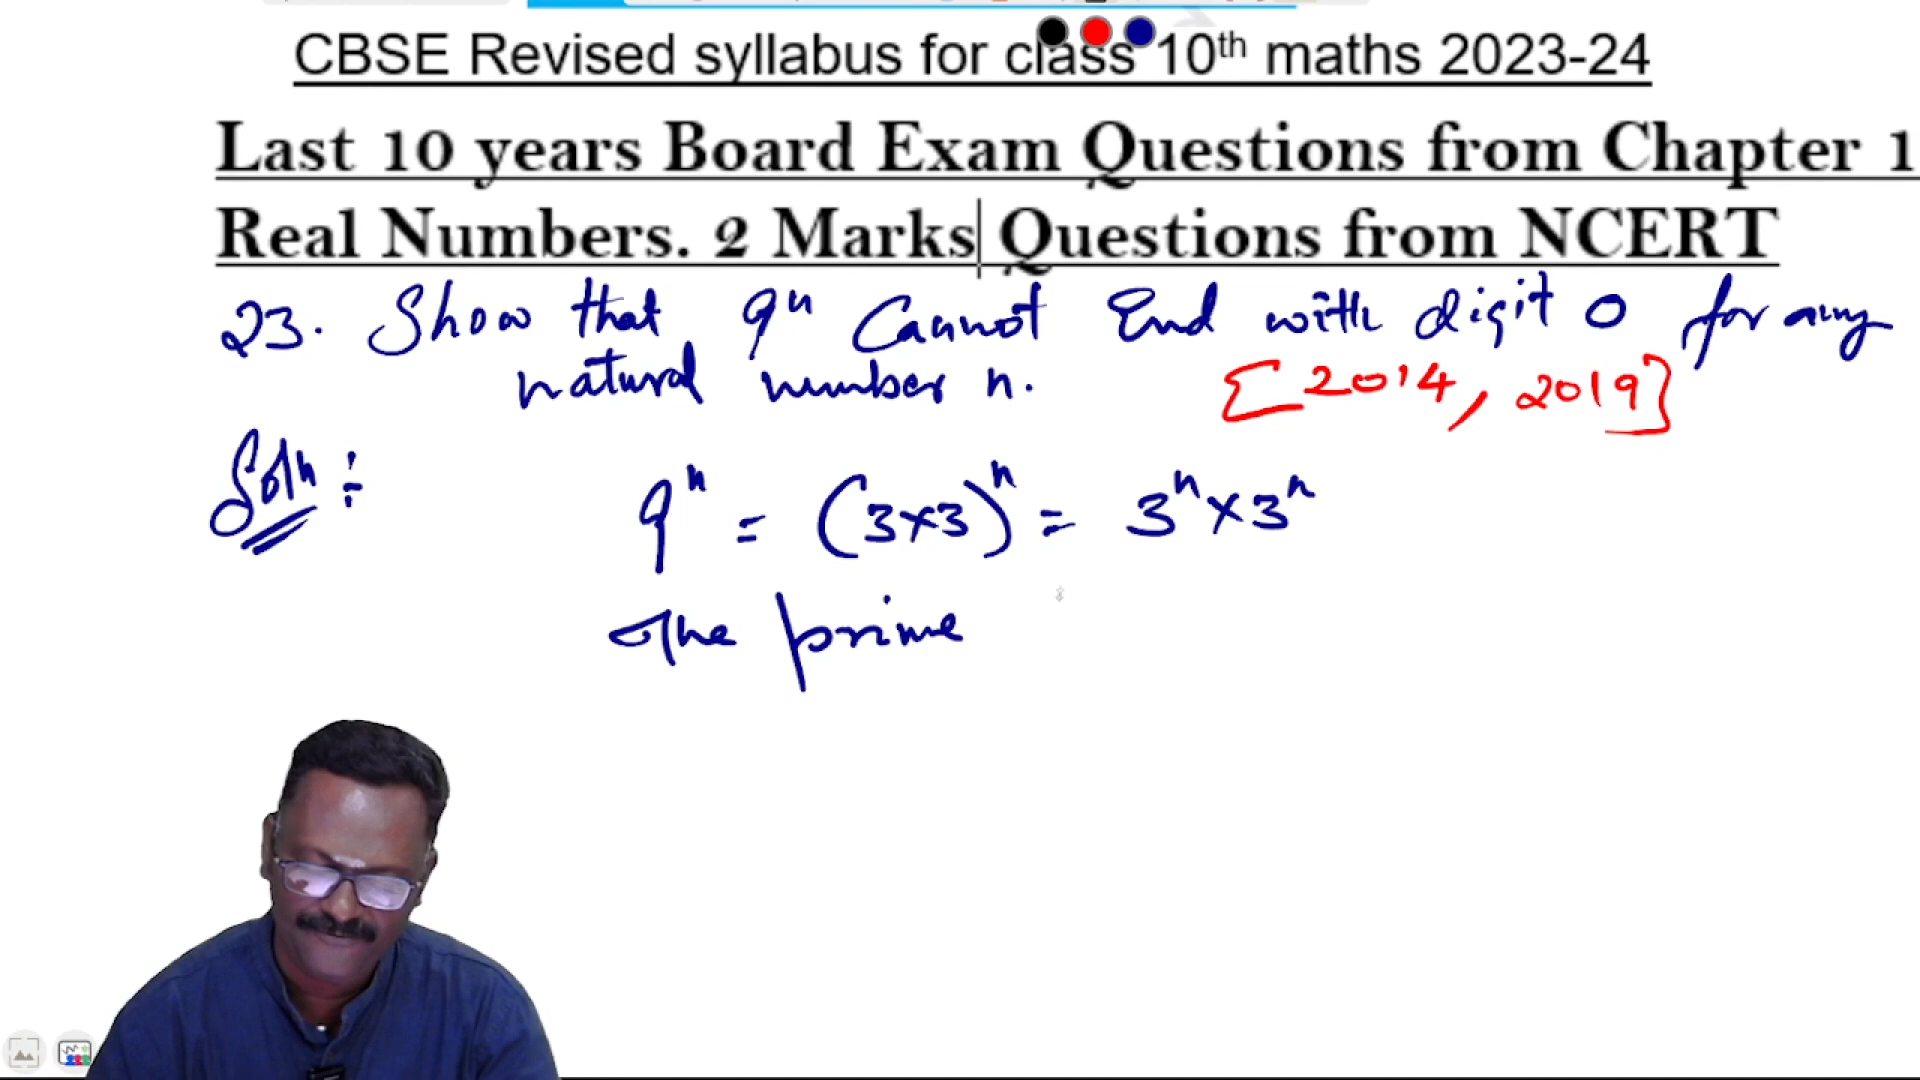 CBSE Revised syllabus for class 10th maths 2023-24
Last 10 years Board Exam Questions from Chapter 1
Real Numbers. 2 Marks Questions from NCERT
23. Show that 9ⁿ Cannot End with digit 0 for any
natural number n. [2014, 2019]
Soln :
9ⁿ = (3×3)ⁿ = 3ⁿ×3ⁿ
The prime